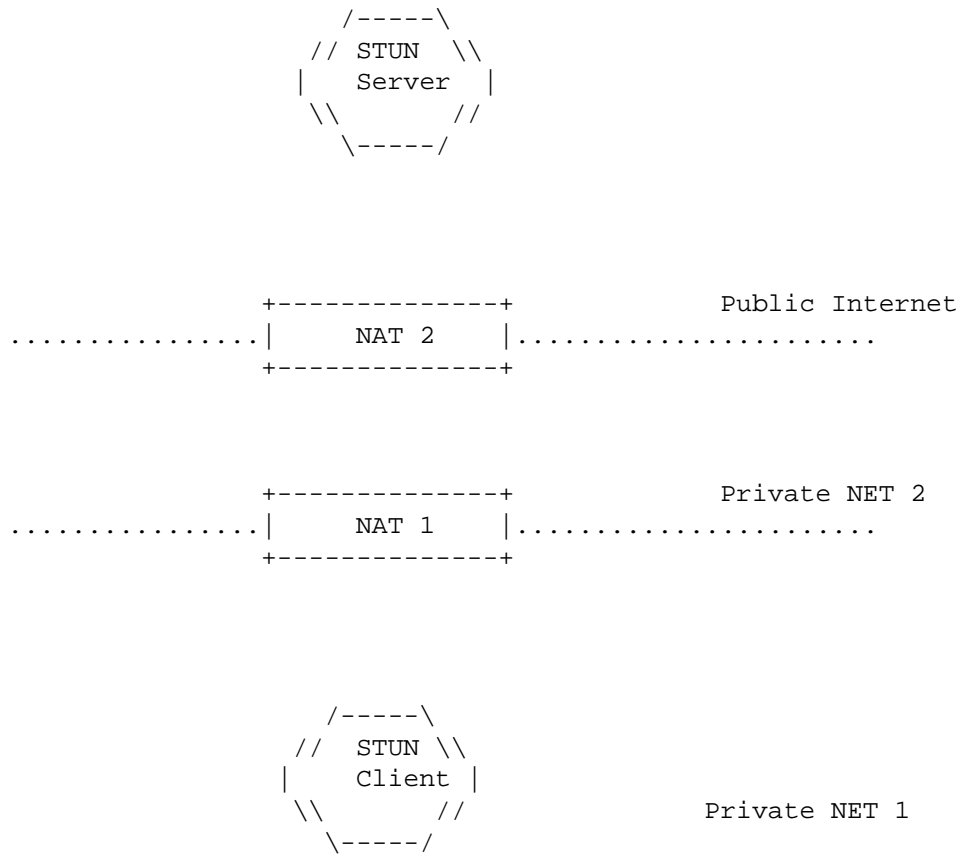 /-----\
// STUN \\
| Server |
\\ //
\-----/
+--------------+ Public Internet
................| NAT 2 |.......................
+--------------+
+--------------+ Private NET 2
................| NAT 1 |.......................
+--------------+
/-----\
// STUN \\
| Client |
\\ // Private NET 1
\-----/